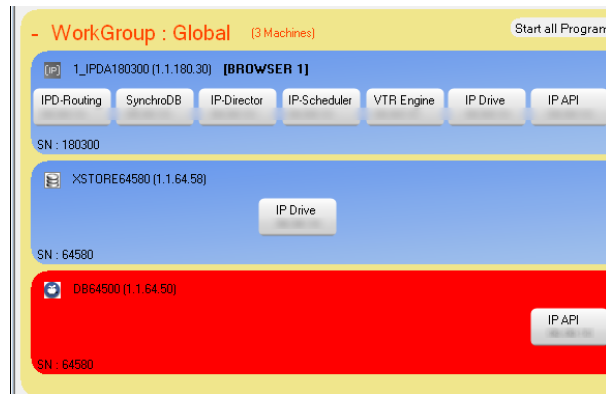 - WorkGroup : Global (3 Machines) Start all Program
[IP] 1_IPDA180300 (1.1.180.30) [BROWSER 1]
IPD-Routing SynchroDB IP-Director IP-Scheduler VTR Engine IP Drive IP API
SN : 180300
XSTORE64580 (1.1.64.58)
IP Drive
SN : 64580
DB64500 (1.1.64.50)
IP API
SN : 64580